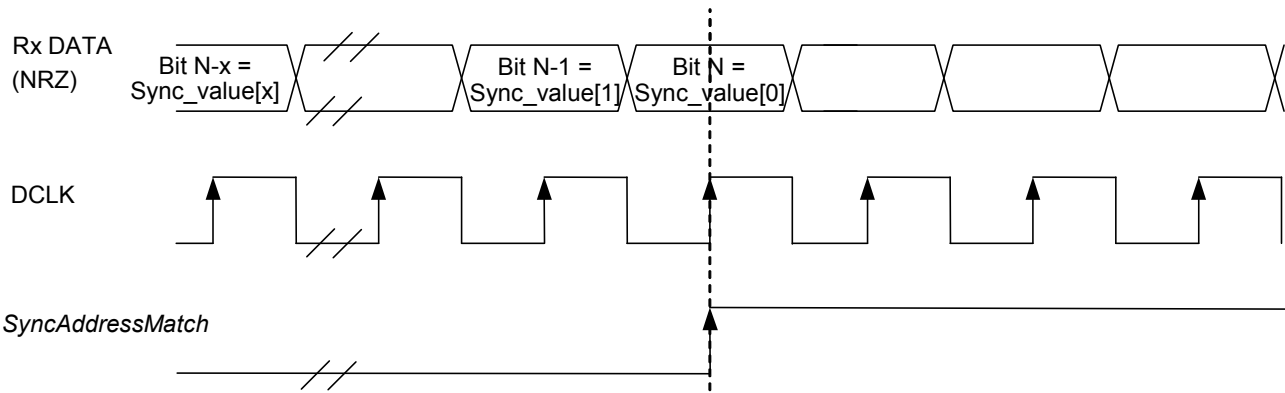 Rx DATA
(NRZ)
Bit N-x =
Sync_value[x]
Bit N-1 =
Sync_value[1]
Bit N =
Sync_value[0]
DCLK
SyncAddressMatch